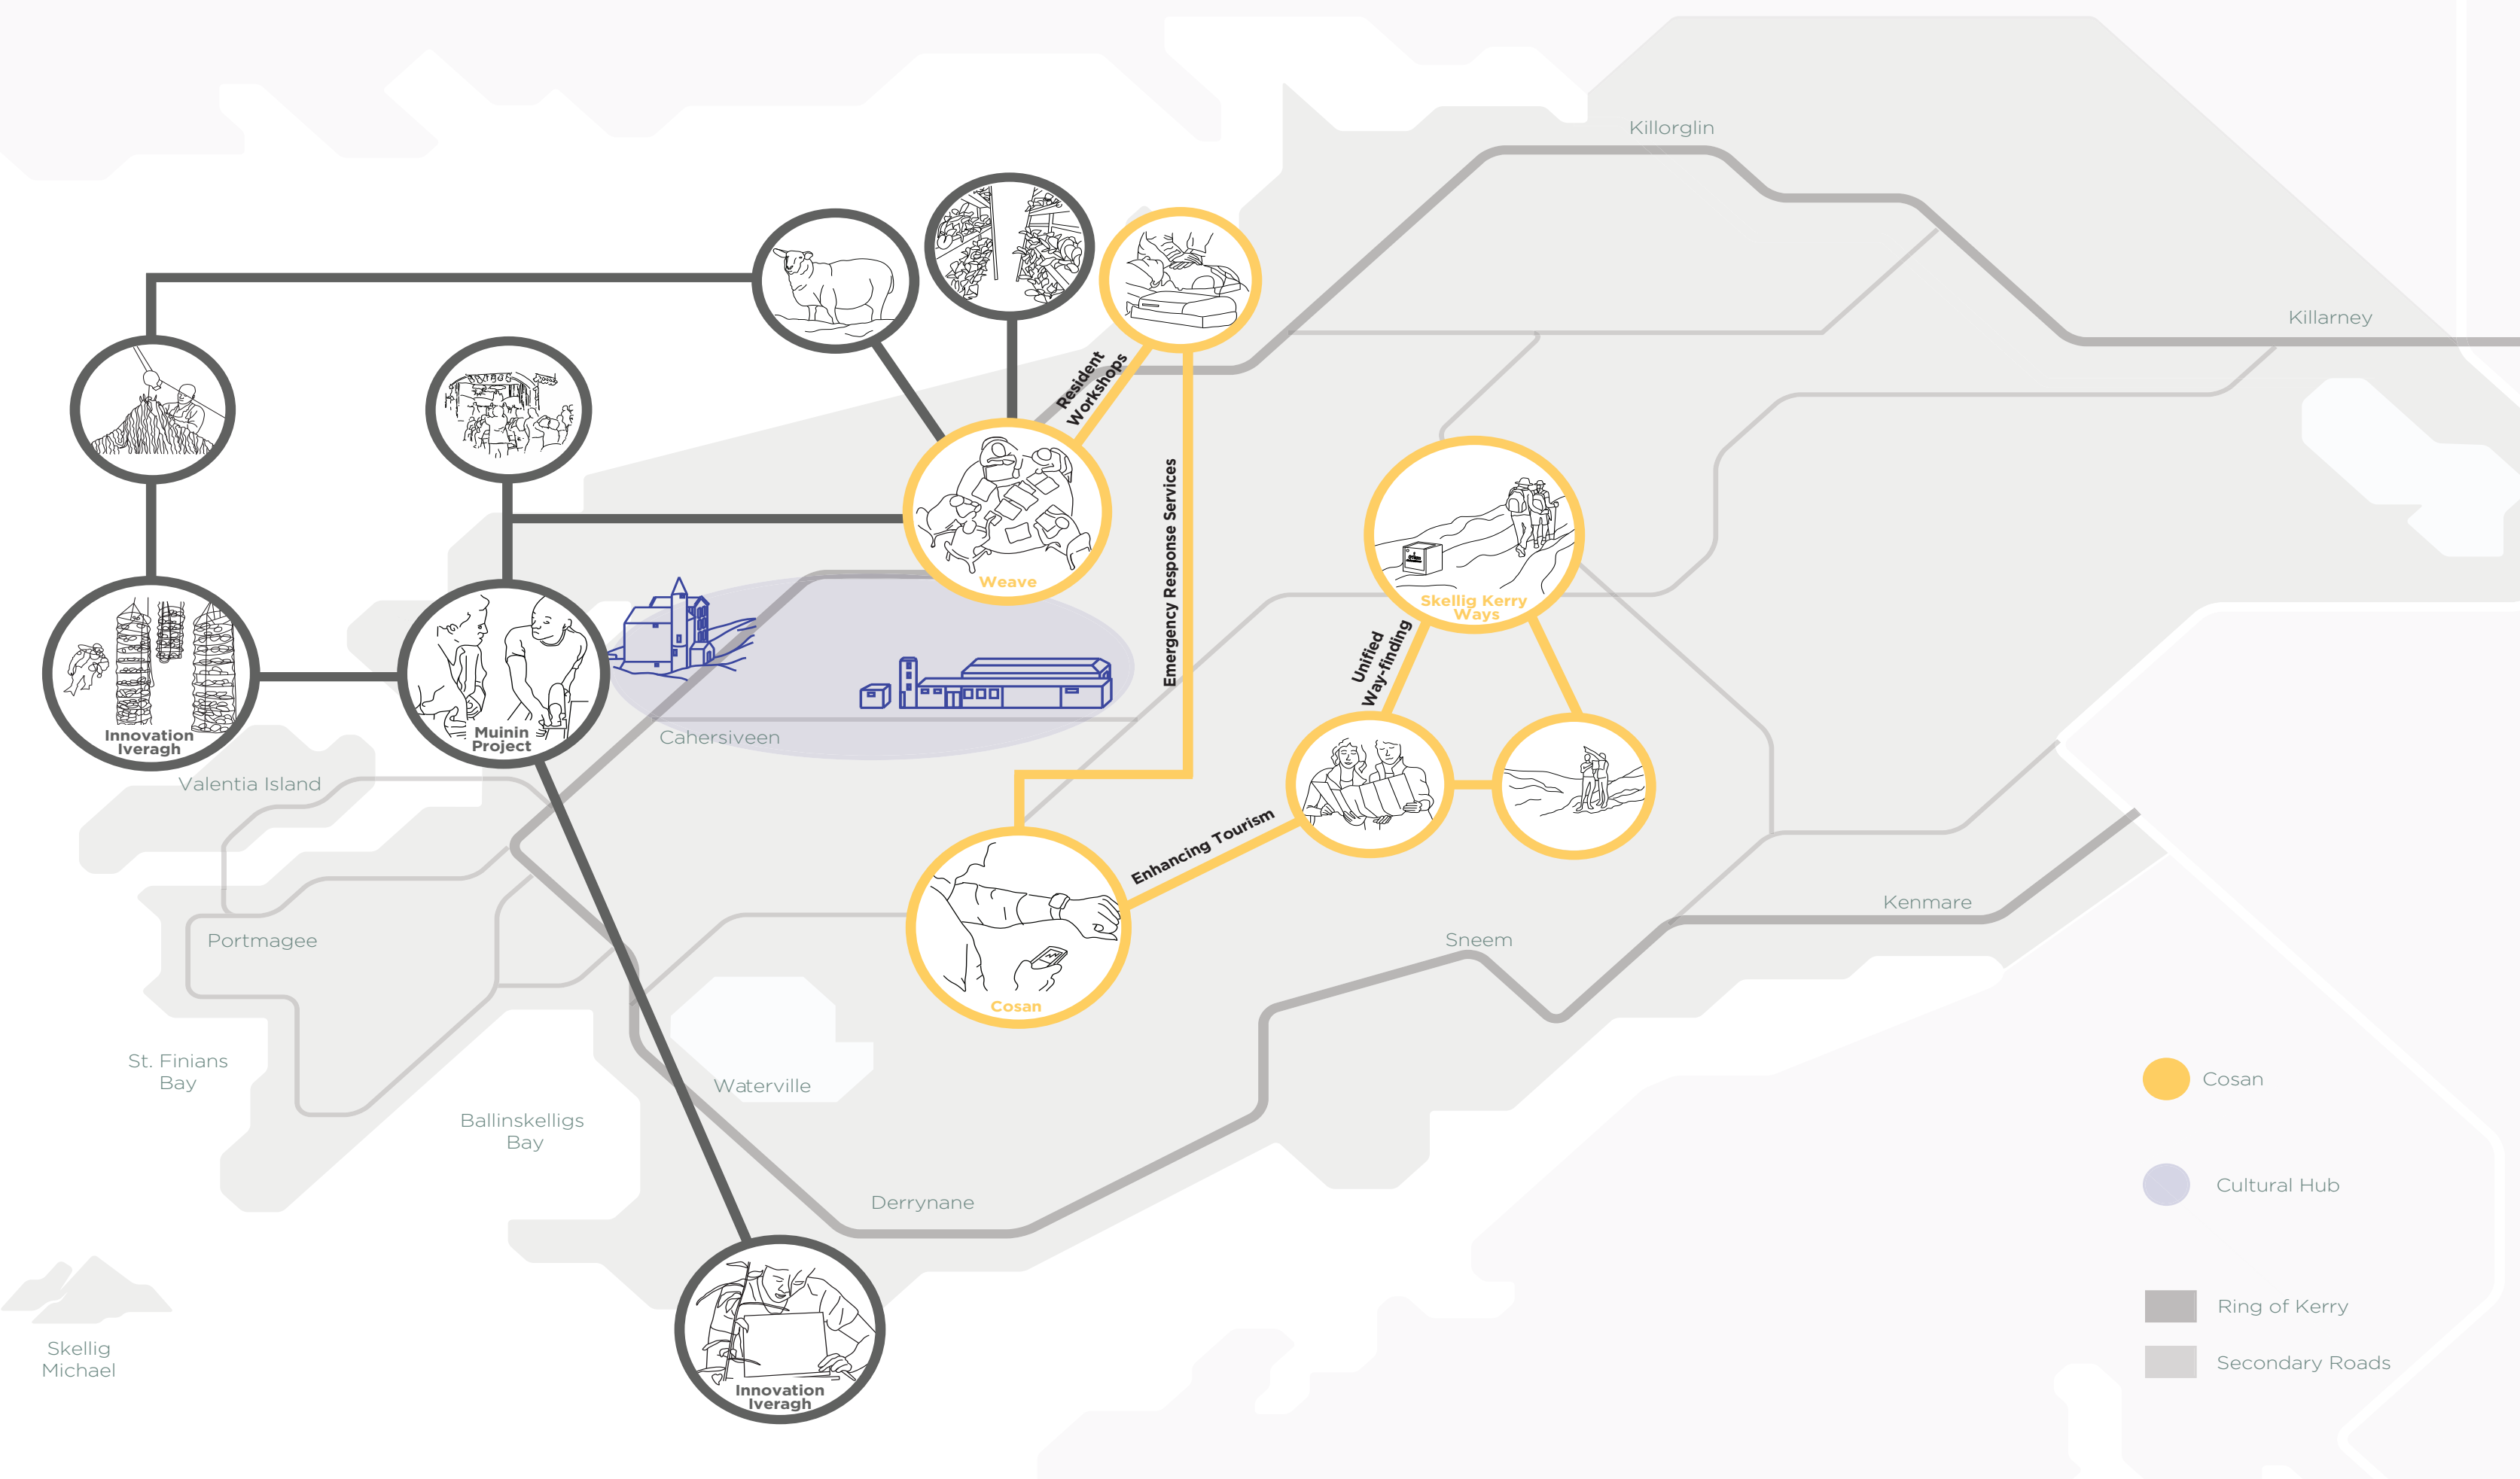 Killorglin
Killarney
Resident
Workshops
Emergency Response Services
Weave
Skellig Kerry
Ways
Unified
Way-finding
Innovation
Iveragh
Muinin
Project
Cahersiveen
Valentia Island
Enhancing Tourism
Portmagee
Kenmare
Sneem
Cosan
St. Finians
Bay
Waterville
Ballinskelligs
Bay
Derrynane
Skellig
Michael
Innovation
Iveragh
Cosan
Cultural Hub
Ring of Kerry
Secondary Roads